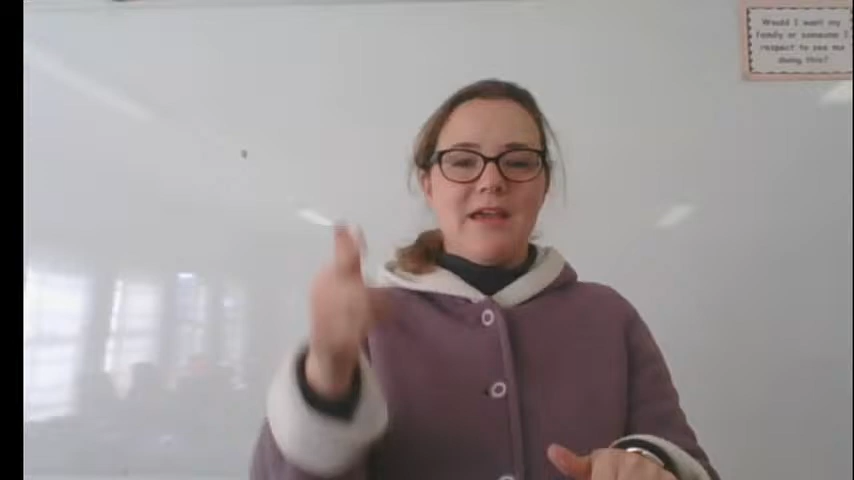 Would I want my
family or someone I
respect to see me
doing this?